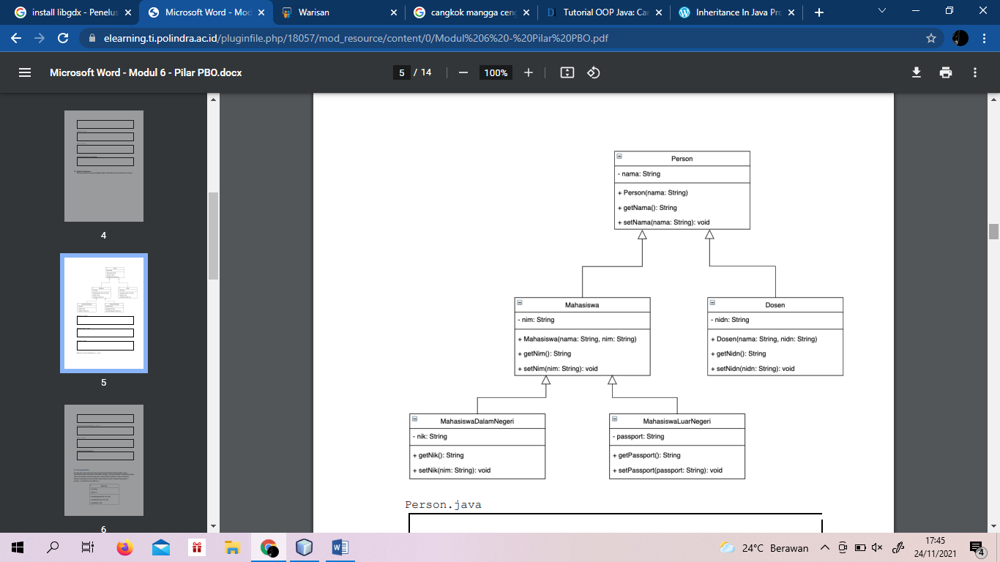 install libgdx - Penelus
Microsoft Word - Mod
Warisan
cangkok mangga ceng
Tutorial OOP Java: Car
Inheritance In Java Pro
elearning.ti.polindra.ac.id/pluginfile.php/18057/mod_resource/content/0/Modul%206%20-%20Pilar%20PBO.pdf
Microsoft Word - Modul 6 - Pilar PBO.docx
5 / 14
100%
4
5
6
Person
- nama: String
+ Person(nama: String)
+ getNama(): String
+ setNama(nama: String): void
Mahasiswa
- nim: String
+ Mahasiswa(nama: String, nim: String)
+ getNim(): String
+ setNim(nim: String): void
Dosen
- nidn: String
+ Dosen(nama: String, nidn: String)
+ getNidn(): String
+ setNidn(nidn: String): void
MahasiswaDalamNegeri
- nik: String
+ getNik(): String
+ setNik(nim: String): void
MahasiswaLuarNegeri
- passport: String
+ getPassport(): String
+ setPassport(passport: String): void
Person.java
24°C Berawan
17:45
24/11/2021
4